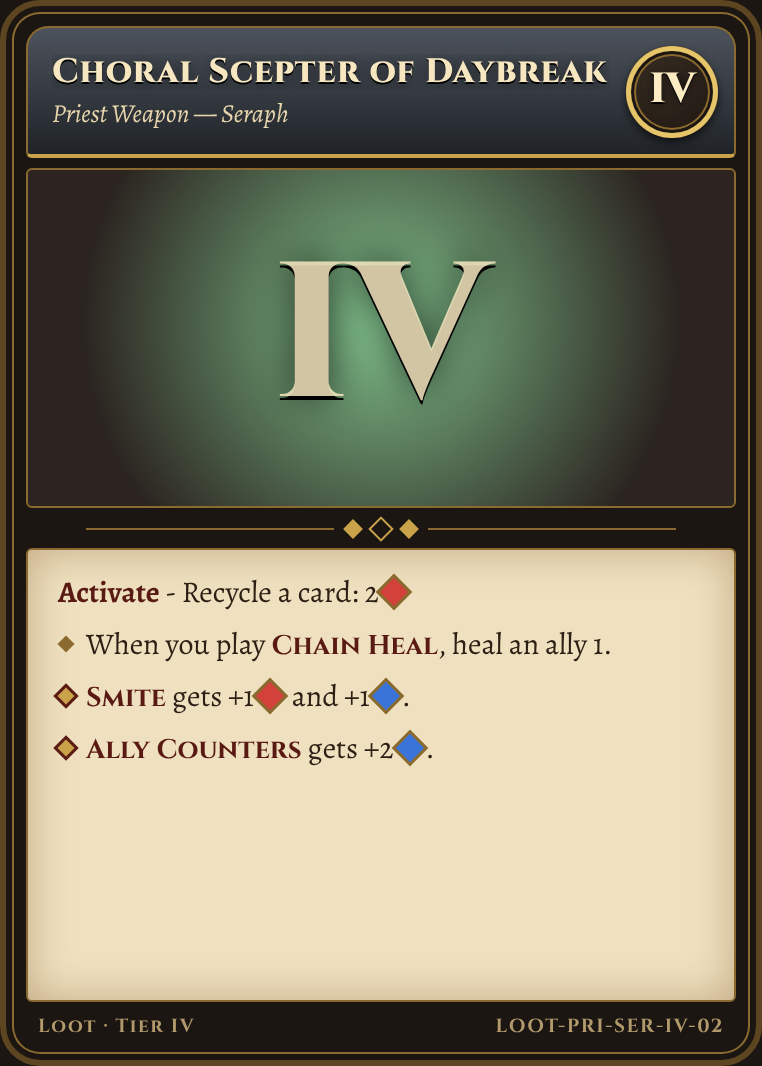 Choral Scepter of Daybreak
Priest Weapon — Seraph
IV
IV
Activate - Recycle a card: 2
When you play Chain Heal, heal an ally 1.
Smite gets +1 and +1.
Ally Counters gets +2.
Loot · Tier IV
LOOT-PRI-SER-IV-02